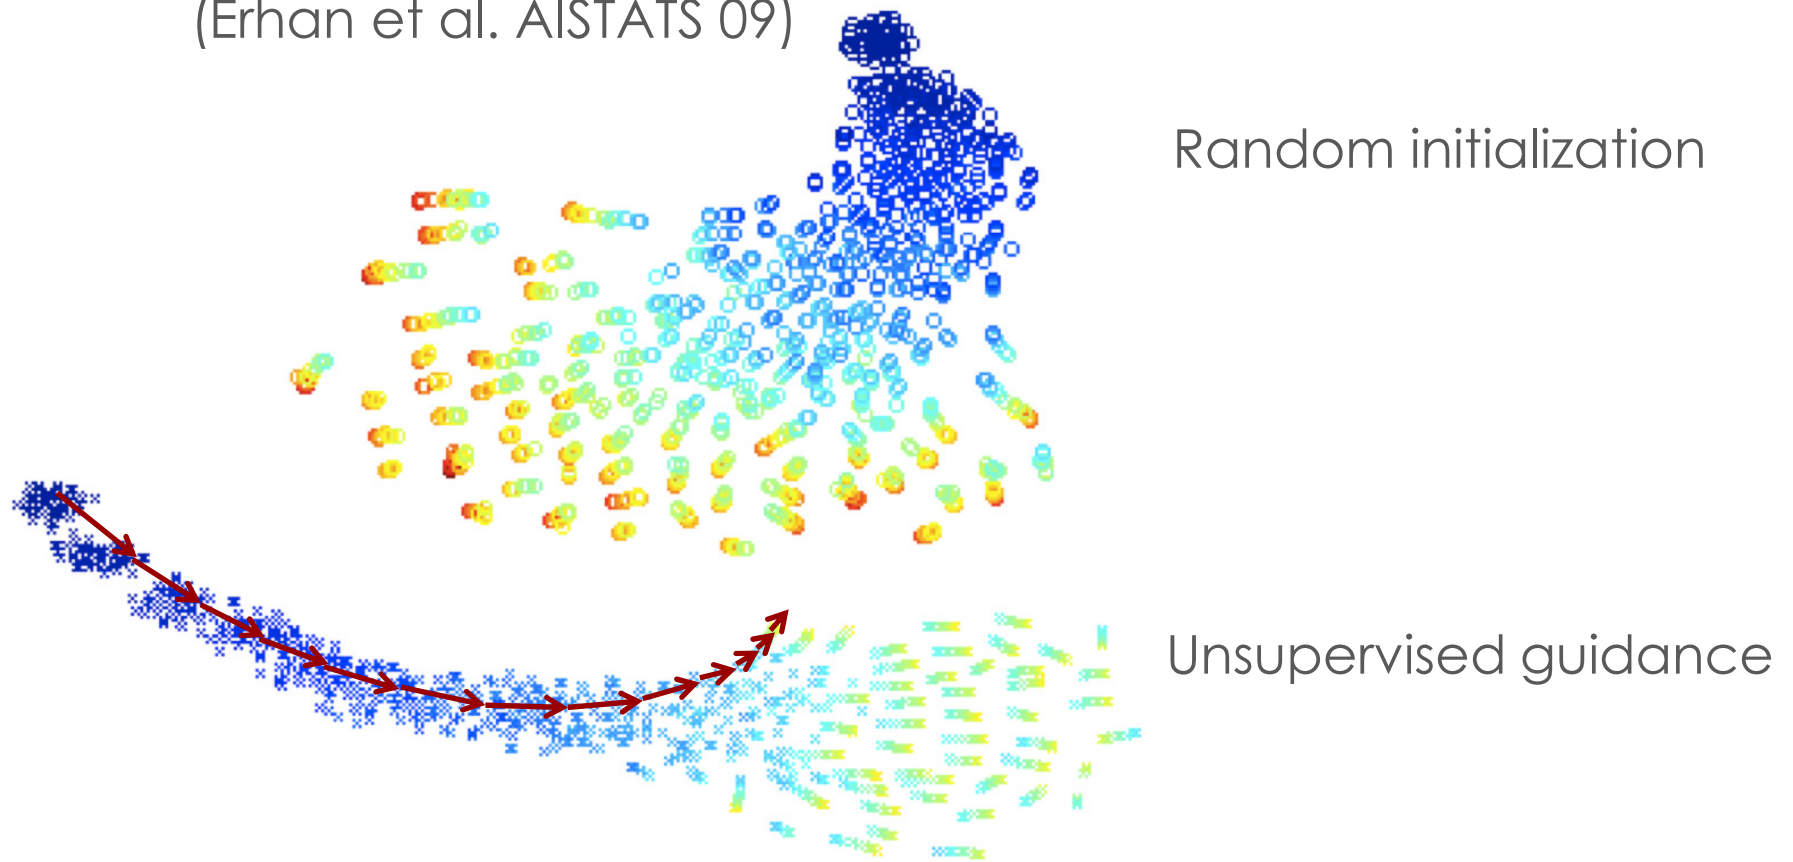 (Erhan et al. AISTATS 09)
Random initialization
Unsupervised guidance